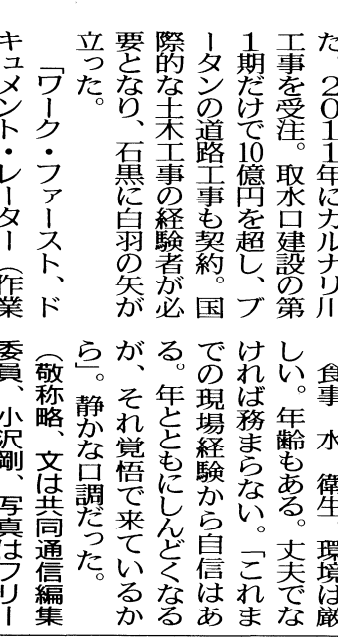 た。2011年にカルナリ川
工事を受注。取水口建設の第
1期だけで10億円を超し、ブ
ータンの道路工事も契約。国
際的な土木工事の経験者が必
要となり、石黒に白羽の矢が
立った。
「ワーク・ファースト、ド
キュメント・レーター（作業
食事、水、衛生。環境は厳
しい。年齢もある。丈夫でな
ければ務まらない。「これま
での現場経験から自信はあ
る。年とともにしんどくなる
が、それ覚悟で来ているか
ら」。静かな口調だった。
（敬称略、文は共同通信編集
委員、小沢剛、写真はフリー